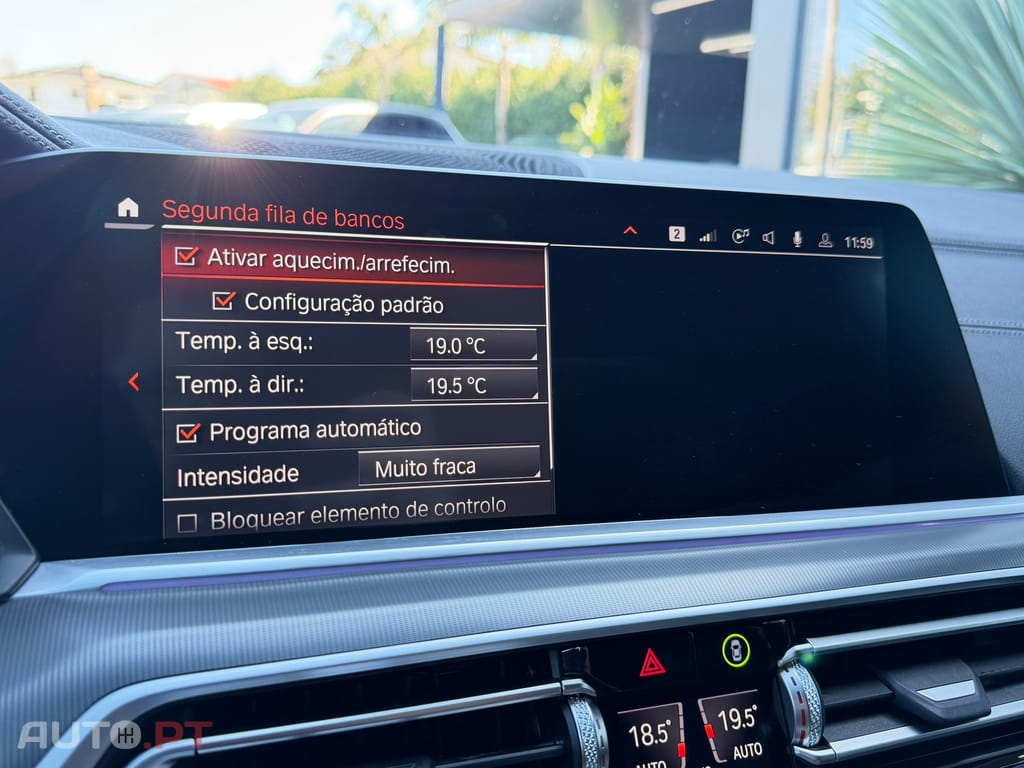 Segunda fila de bancos
2 11:59
Ativar aquecim./arrefecim.
Configuração padrão
Temp. à esq.: 19.0 °C
Temp. à dir.: 19.5 °C
Programa automático
Intensidade Muito fraca
Bloquear elemento de controlo
18.5° 19.5°
AUTO AUTO
AUTO.PT